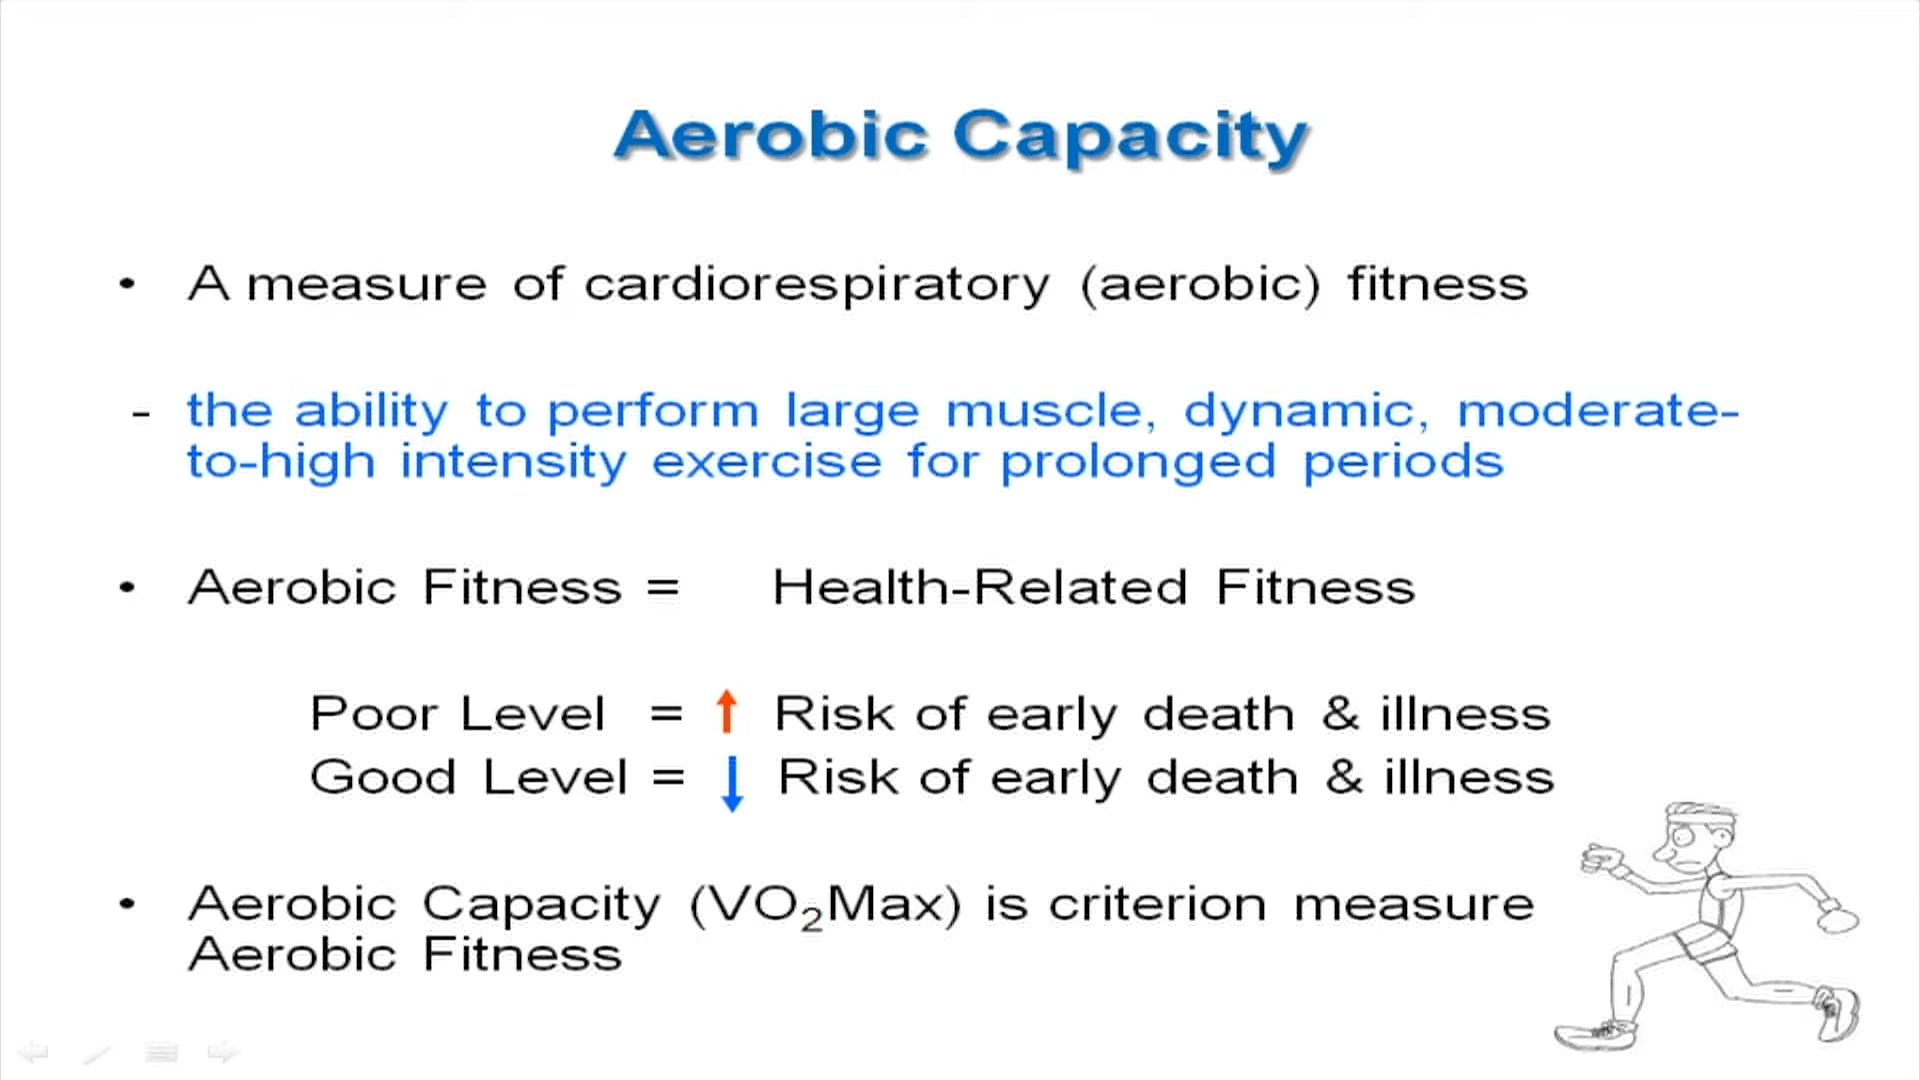 Aerobic Capacity
• A measure of cardiorespiratory (aerobic) fitness
- the ability to perform large muscle, dynamic, moderate-
to-high intensity exercise for prolonged periods
• Aerobic Fitness = Health-Related Fitness
Poor Level = ↑ Risk of early death & illness
Good Level = ↓ Risk of early death & illness
• Aerobic Capacity (VO₂Max) is criterion measure
Aerobic Fitness